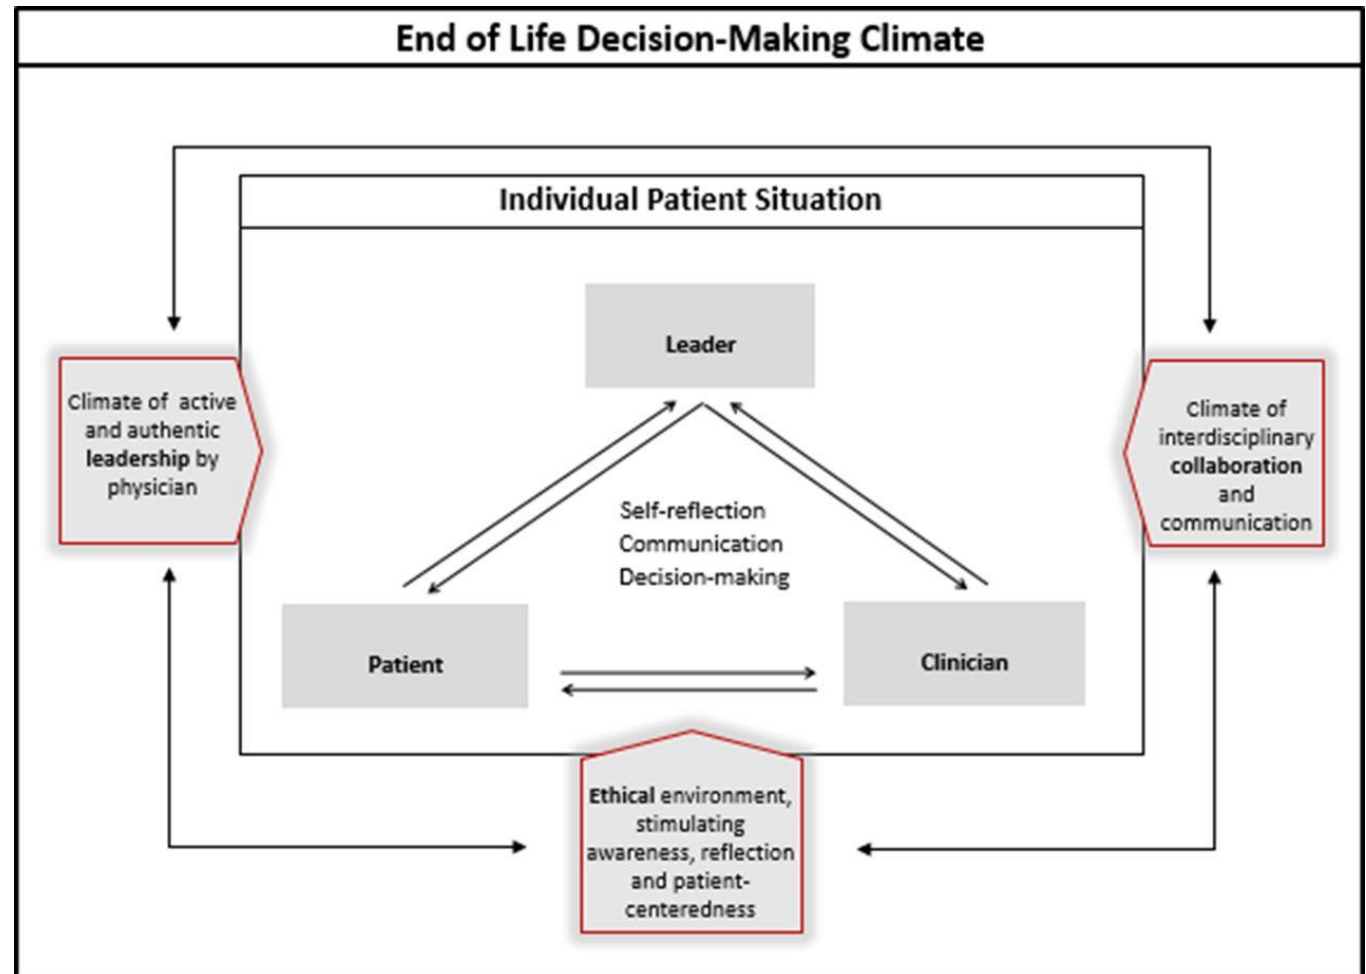 End of Life Decision-Making Climate
Individual Patient Situation
Leader
Climate of active
and authentic
leadership by
physician
Climate of
interdisciplinary
collaboration
and
communication
Self-reflection
Communication
Decision-making
Patient
Clinician
Ethical environment,
stimulating
awareness, reflection
and patient-
centeredness